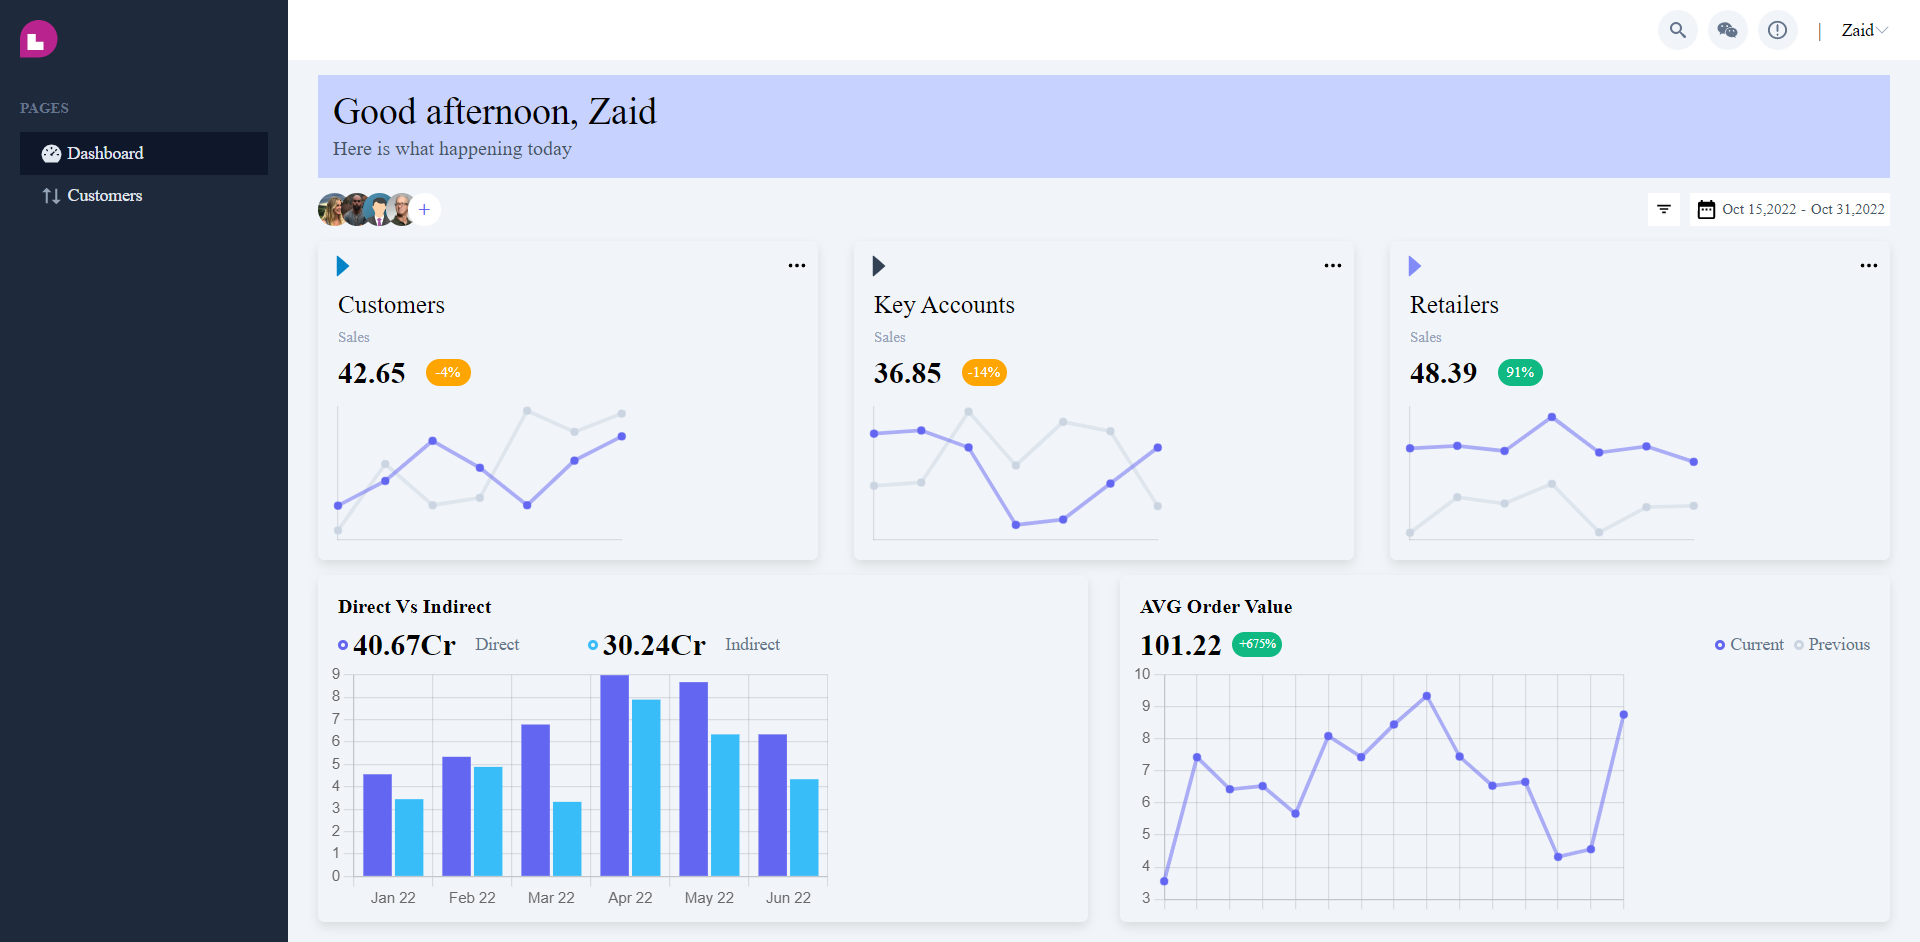 Zaid
PAGES
Dashboard
Customers
Good afternoon, Zaid
Here is what happening today
+
Oct 15,2022 - Oct 31,2022
Customers
Sales
42.65 -4%
Key Accounts
Sales
36.85 -14%
Retailers
Sales
48.39 91%
Direct Vs Indirect
40.67Cr Direct 30.24Cr Indirect
9
8
7
6
5
4
3
2
1
0
Jan 22 Feb 22 Mar 22 Apr 22 May 22 Jun 22
AVG Order Value
101.22 +675% Current Previous
10
9
8
7
6
5
4
3